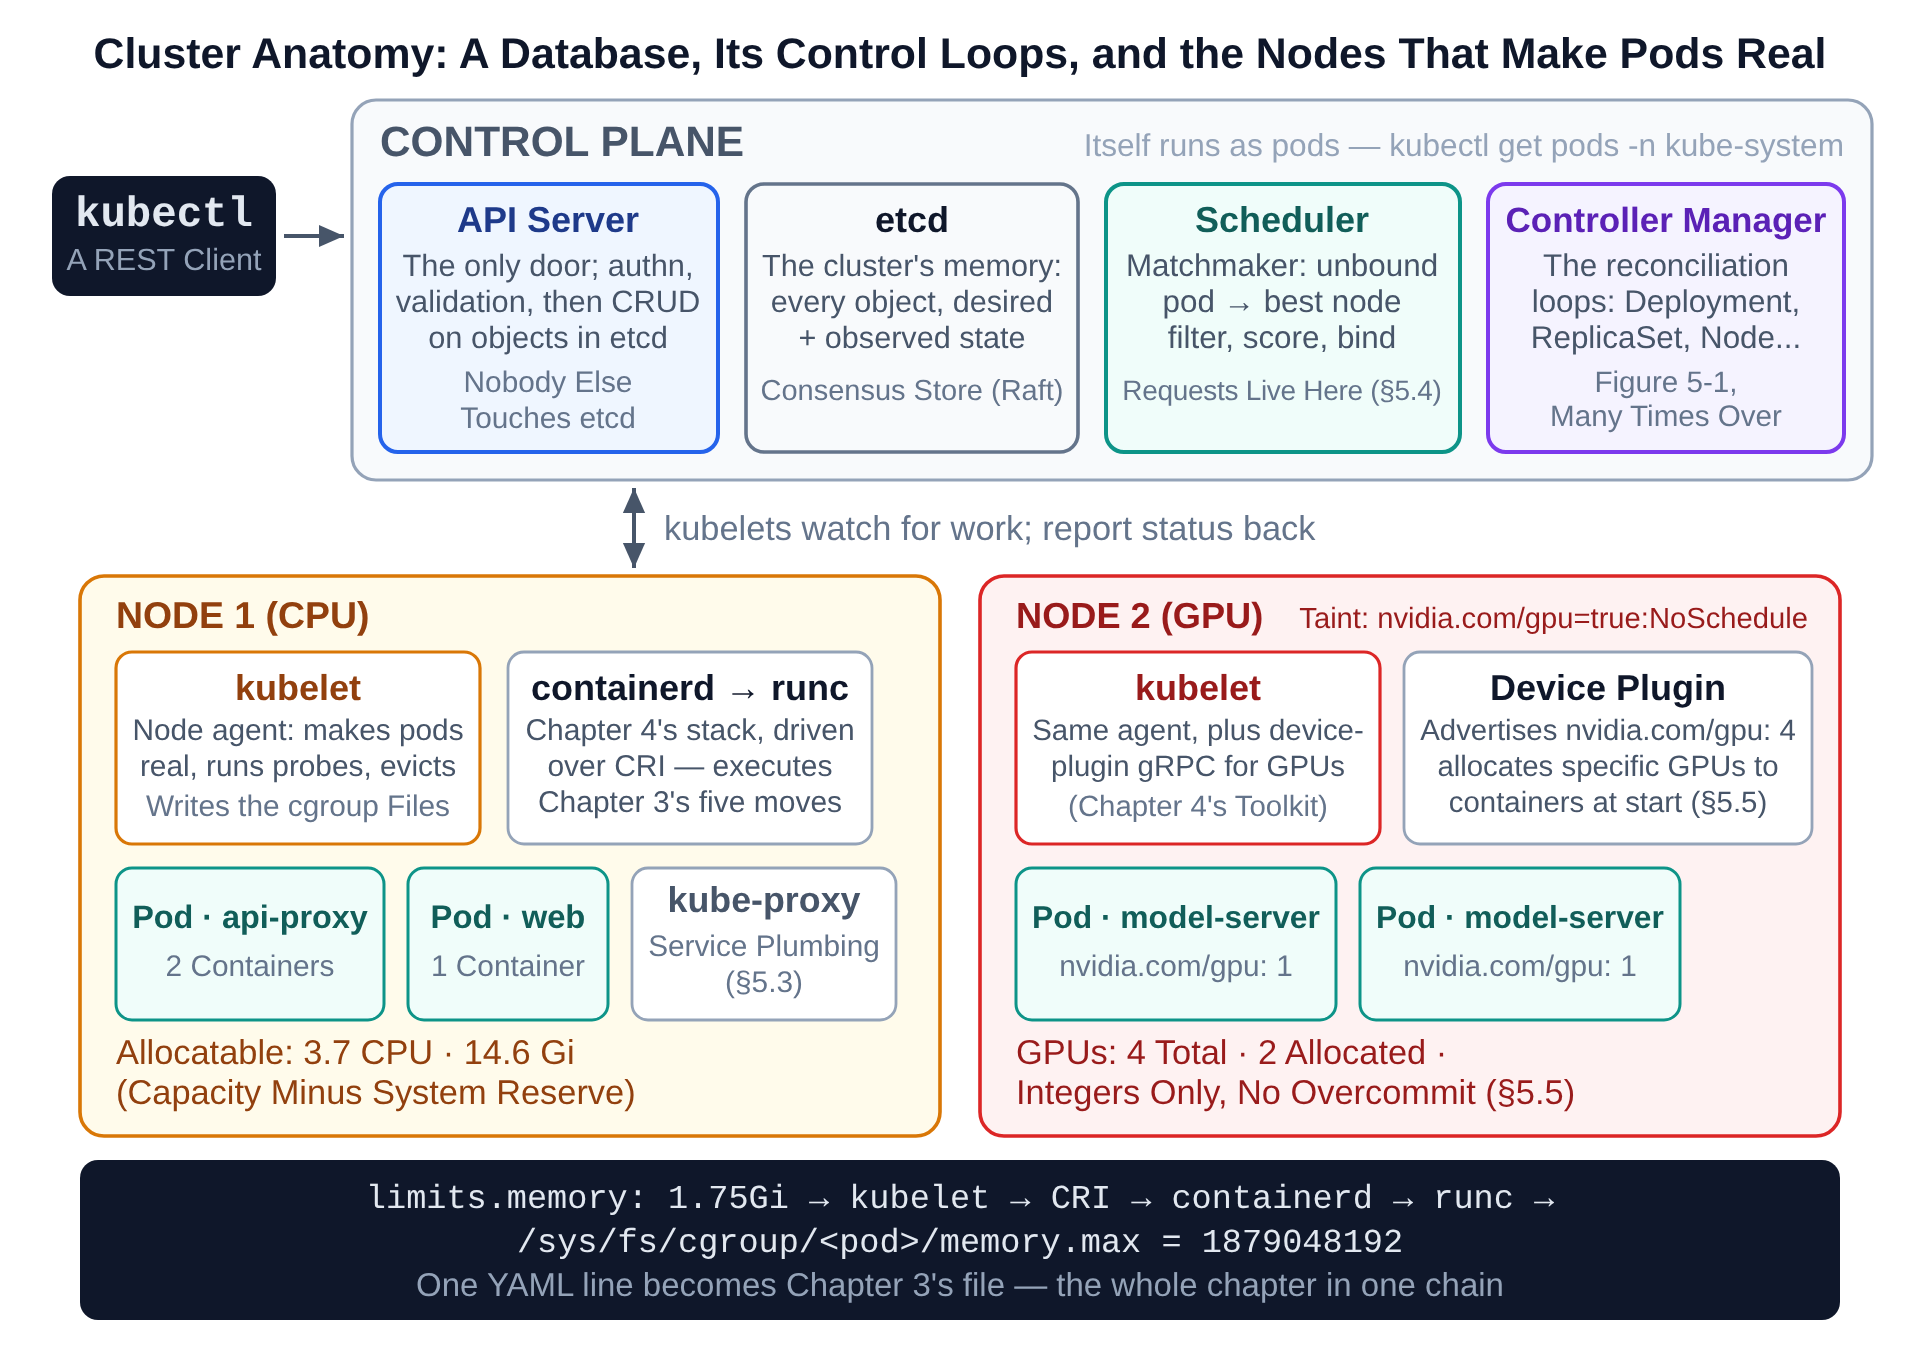 Cluster Anatomy: A Database, Its Control Loops, and the Nodes That Make Pods Real
kubectl
A REST Client
CONTROL PLANE
Itself runs as pods — kubectl get pods -n kube-system
API Server
The only door; authn,
validation, then CRUD
on objects in etcd
Nobody Else
Touches etcd
etcd
The cluster's memory:
every object, desired
+ observed state
Consensus Store (Raft)
Scheduler
Matchmaker: unbound
pod → best node
filter, score, bind
Requests Live Here (§5.4)
Controller Manager
The reconciliation
loops: Deployment,
ReplicaSet, Node...
Figure 5-1,
Many Times Over
kubelets watch for work; report status back
NODE 1 (CPU)
kubelet
Node agent: makes pods
real, runs probes, evicts
Writes the cgroup Files
containerd → runc
Chapter 4's stack, driven
over CRI — executes
Chapter 3's five moves
Pod · api-proxy
2 Containers
Pod · web
1 Container
kube-proxy
Service Plumbing
(§5.3)
Allocatable: 3.7 CPU · 14.6 Gi
(Capacity Minus System Reserve)
NODE 2 (GPU)
Taint: nvidia.com/gpu=true:NoSchedule
kubelet
Same agent, plus device-
plugin gRPC for GPUs
(Chapter 4's Toolkit)
Device Plugin
Advertises nvidia.com/gpu: 4
allocates specific GPUs to
containers at start (§5.5)
Pod · model-server
nvidia.com/gpu: 1
Pod · model-server
nvidia.com/gpu: 1
GPUs: 4 Total · 2 Allocated ·
Integers Only, No Overcommit (§5.5)
limits.memory: 1.75Gi → kubelet → CRI → containerd → runc →
/sys/fs/cgroup/<pod>/memory.max = 1879048192
One YAML line becomes Chapter 3's file — the whole chapter in one chain